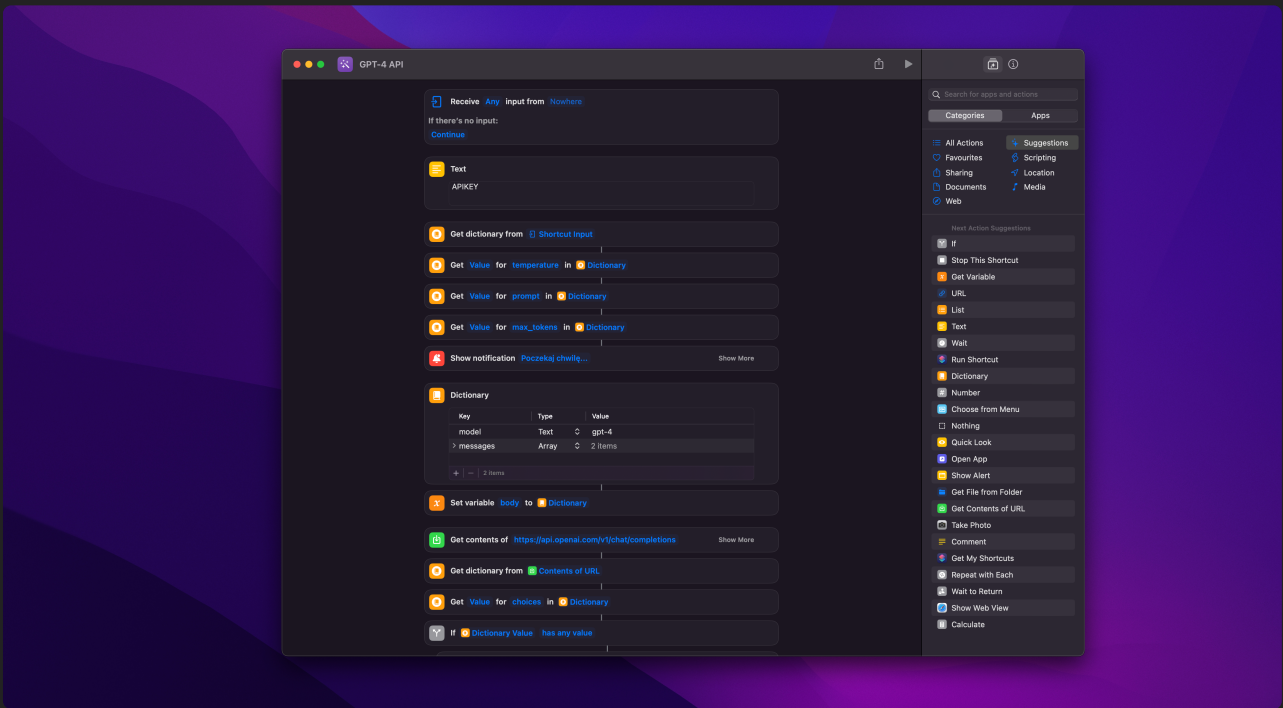 GPT-4 API
Receive Any input from Nowhere
If there's no input:
Continue
Text
APIKEY
Get dictionary from Shortcut Input
Get Value for temperature in Dictionary
Get Value for prompt in Dictionary
Get Value for max_tokens in Dictionary
Show notification Poczekaj chwilę... Show More
Dictionary
Key Type Value
model Text gpt-4
messages Array 2 items
2 items
Set variable body to Dictionary
Get contents of https://api.openai.com/v1/chat/completions Show More
Get dictionary from Contents of URL
Get Value for choices in Dictionary
If Dictionary Value has any value
Search for apps and actions
Categories Apps
All Actions Suggestions
Favourites Scripting
Sharing Location
Documents Media
Web
Next Action Suggestions
If
Stop This Shortcut
Get Variable
URL
List
Text
Wait
Run Shortcut
Dictionary
Number
Choose from Menu
Nothing
Quick Look
Open App
Show Alert
Get File from Folder
Get Contents of URL
Take Photo
Comment
Get My Shortcuts
Repeat with Each
Wait to Return
Show Web View
Calculate